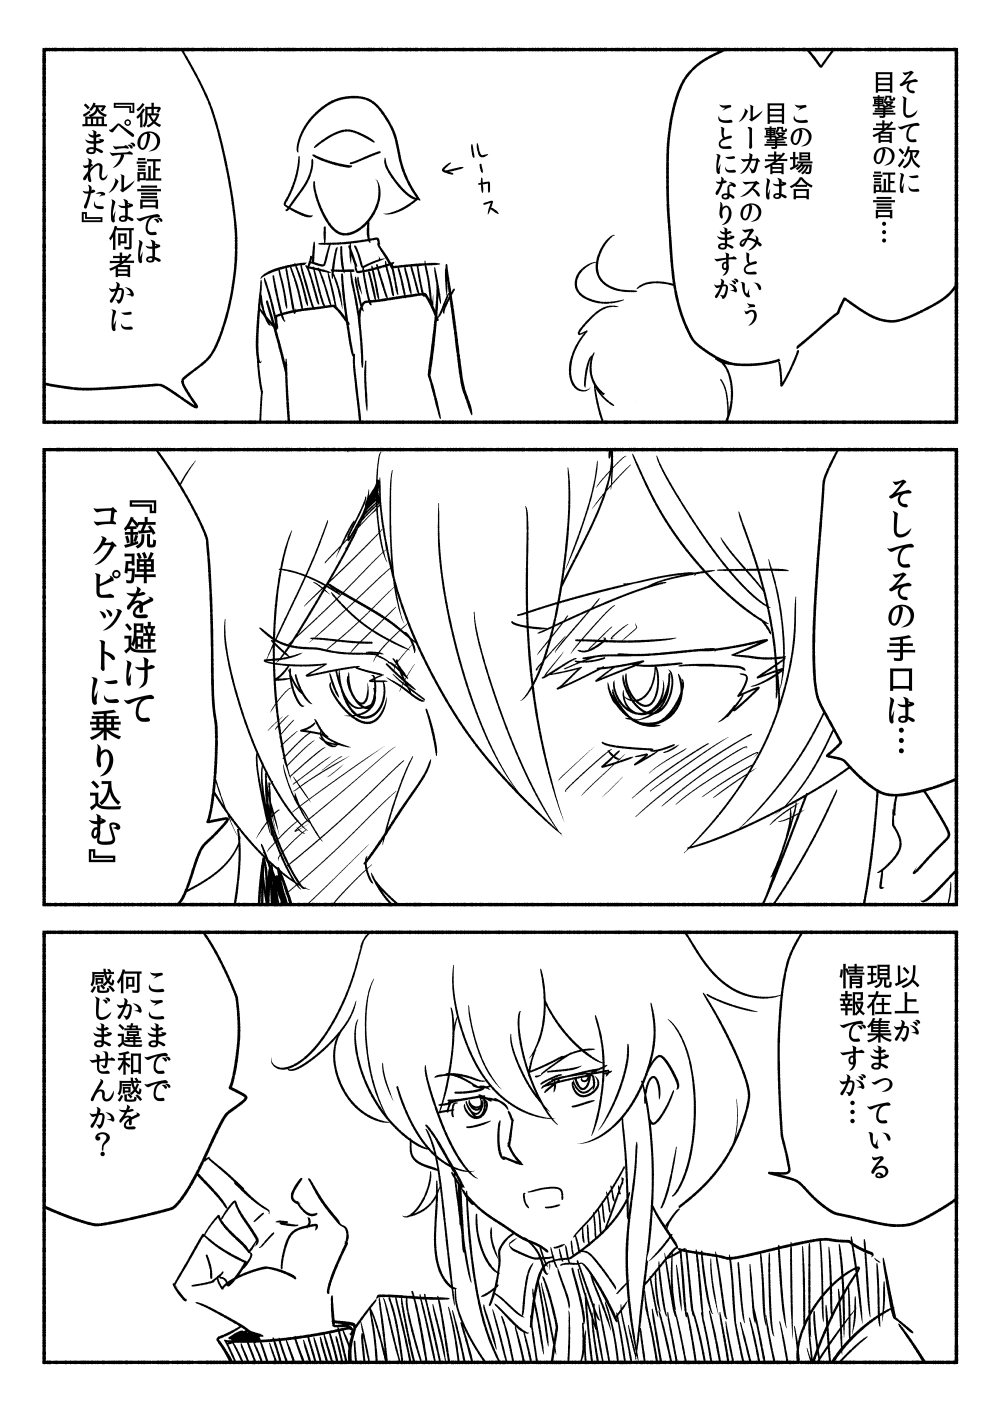 そして次に
目撃者の証言…
この場合
目撃者は
ルーカスのみという
ことになりますが
ルーカス
彼の証言では
『ペデルは何者かに
盗まれた』
そしてその手口は…
『銃弾を避けて
コクピットに乗り込む』
以上が
現在集まっている
情報ですが…
ここまでで
何か違和感を
感じませんか？